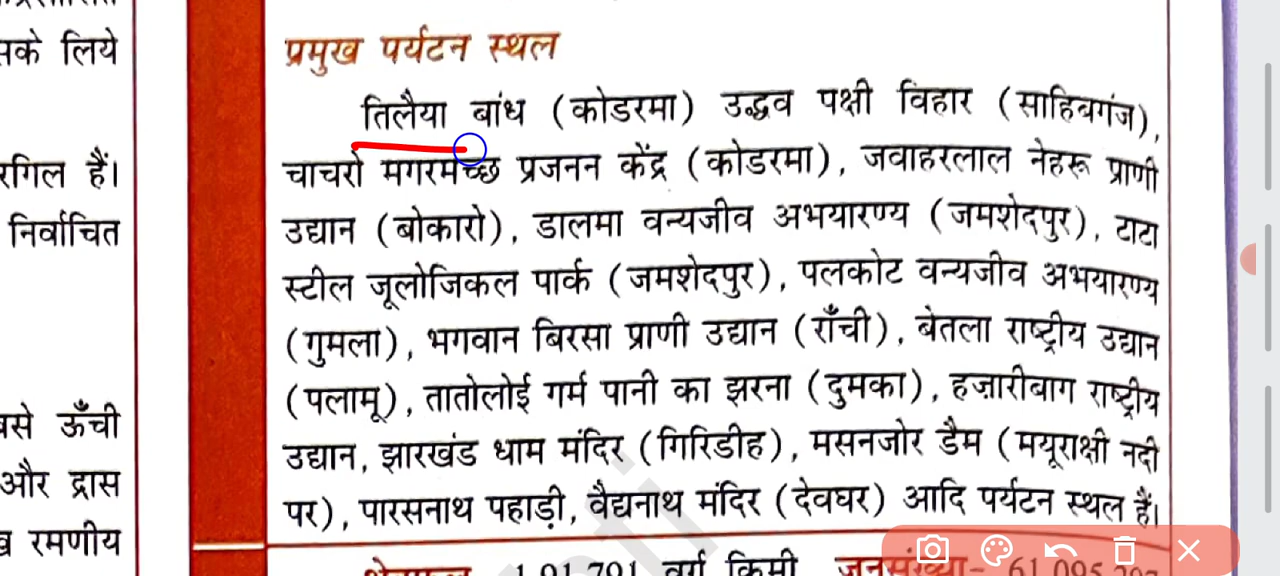 सके लिये
रगिल हैं।
निर्वाचित
ऊँची
और द्रास
रमणीय
प्रमुख पर्यटन स्थल
तिलैया बांध (कोडरमा) उद्धव पक्षी विहार (साहिबगंज),
चाचरो मगरमच्छ प्रजनन केंद्र (कोडरमा), जवाहरलाल नेहरू प्राणी
उद्यान (बोकारो), डालमा वन्यजीव अभयारण्य (जमशेदपुर), टाटा
स्टील जूलोजिकल पार्क (जमशेदपुर), पलकोट वन्यजीव अभयारण्य
(गुमला), भगवान बिरसा प्राणी उद्यान (राँची), बेतला राष्ट्रीय उद्यान
(पलामू), तातोलोई गर्म पानी का झरना (दुमका), हज़ारीबाग राष्ट्रीय
उद्यान, झारखंड धाम मंदिर (गिरिडीह), मसनजोर डैम (मयूराक्षी नदी
पर), पारसनाथ पहाड़ी, वैद्यनाथ मंदिर (देवघर) आदि पर्यटन स्थल हैं।
वर्ग किमी जनसंख्या-